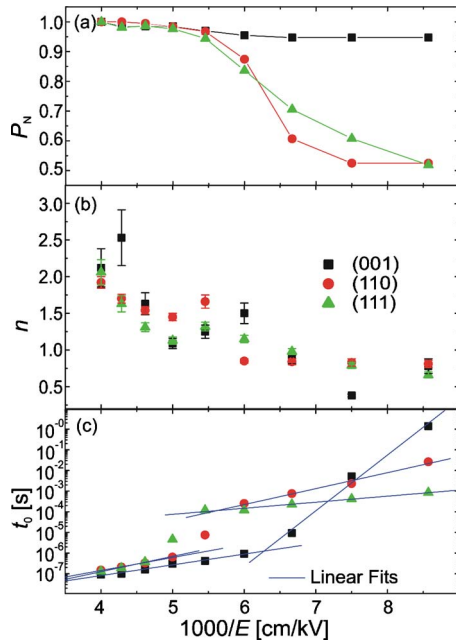 (a)
1.0
0.9
0.8
0.7
0.6
0.5
P_N
(b)
3.0
2.5
2.0
1.5
1.0
0.5
n
(001)
(110)
(111)
(c)
10^-0
10^-1
10^-2
10^-3
10^-4
10^-5
10^-6
10^-7
t_0 [s]
Linear Fits
4 5 6 7 8
1000/E [cm/kV]